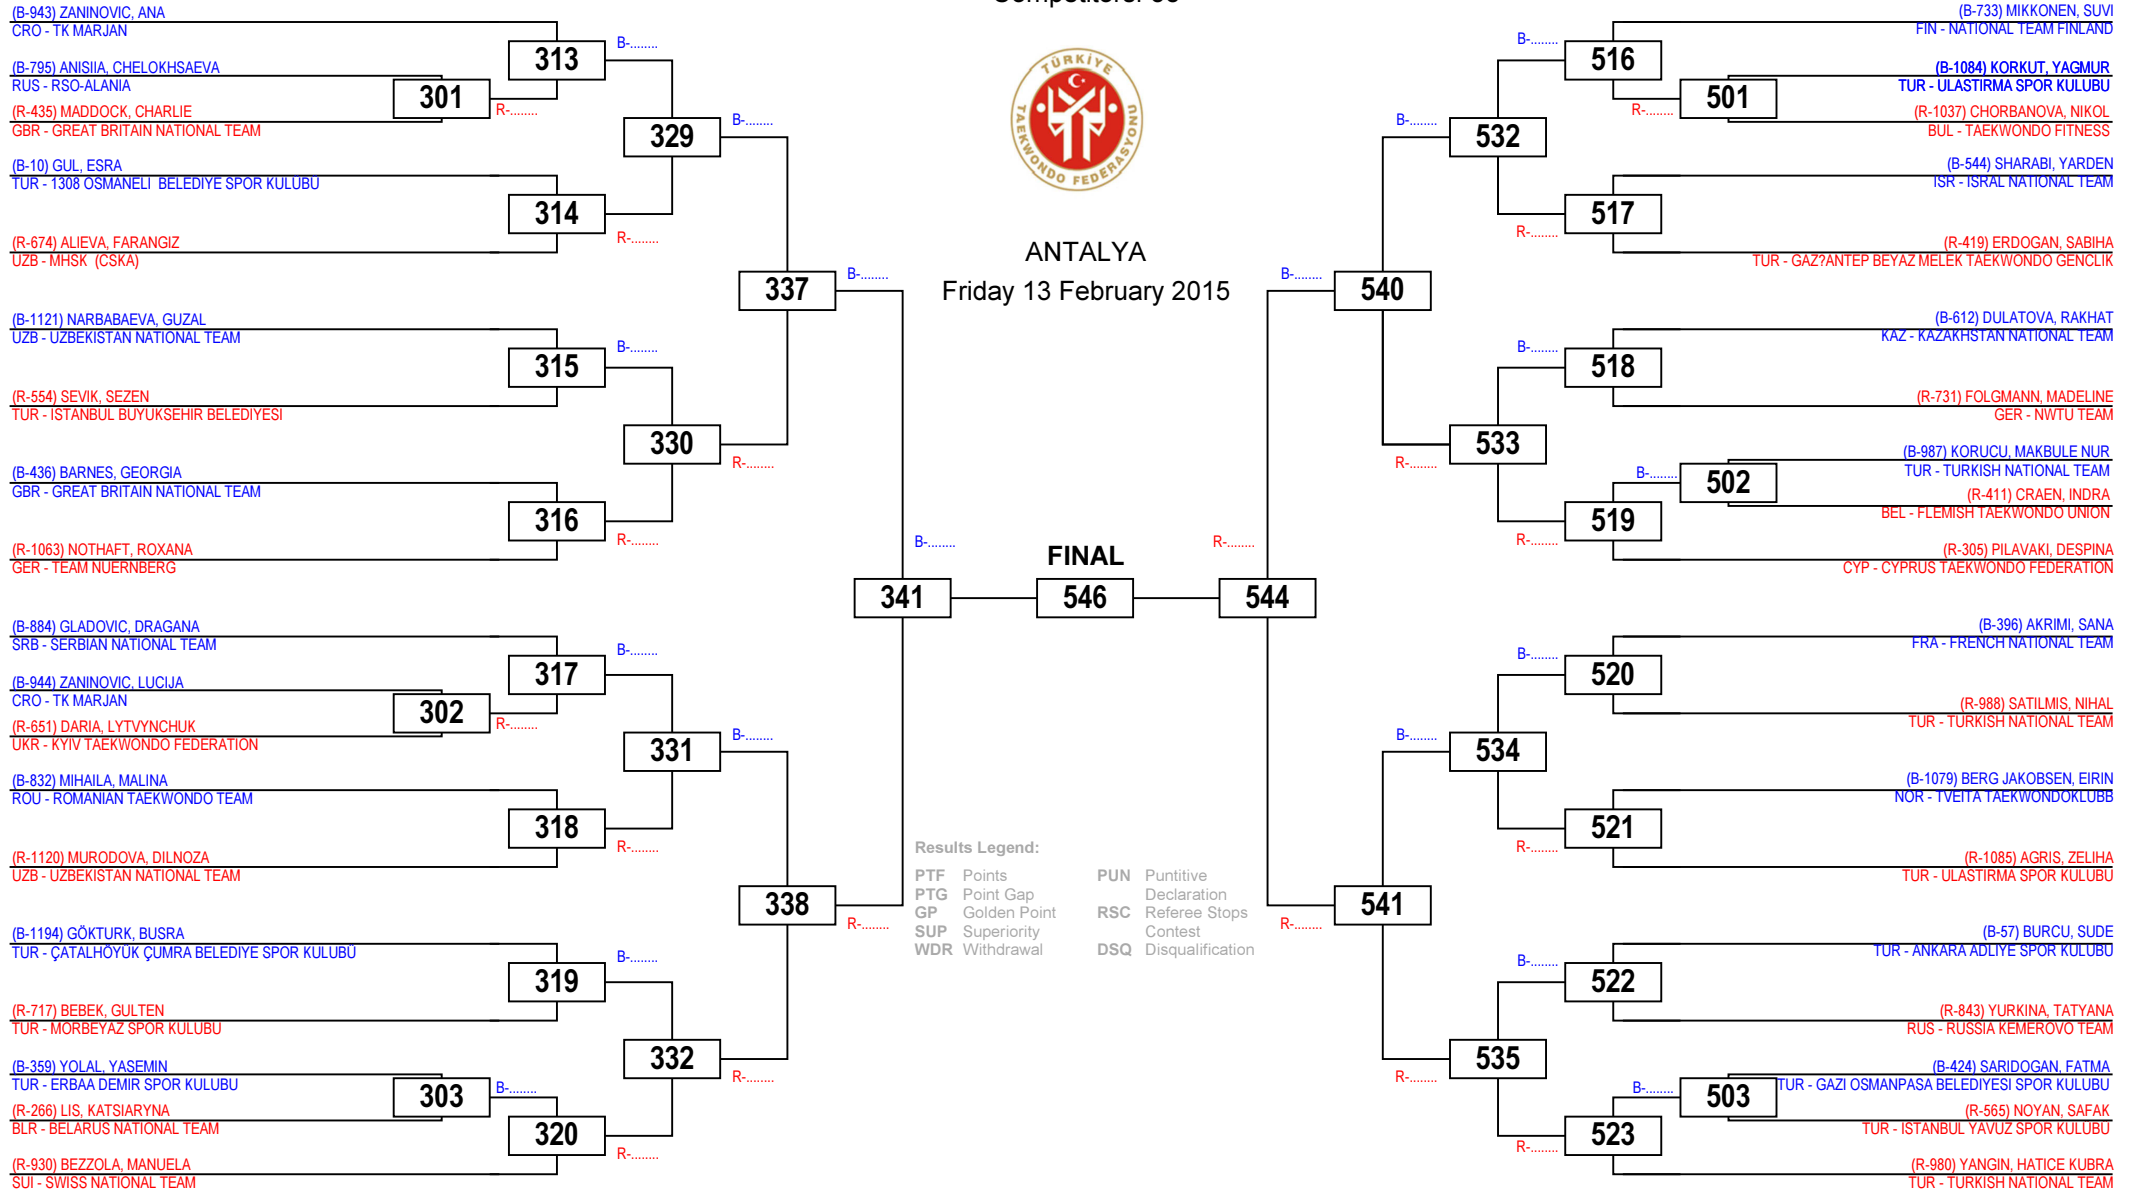 (B-943) ZANINOVIC, ANA
CRO - TK MARJAN
(B-795) ANISIIA, CHELOKHSAEVA
RUS - RSO-ALANIA
(R-435) MADDOCK, CHARLIE
GBR - GREAT BRITAIN NATIONAL TEAM
(B-10) GUL, ESRA
TUR - 1308 OSMANELI  BELEDIYE SPOR KULUBU
(R-674) ALIEVA, FARANGIZ
UZB - MHSK  (CSKA)
(B-1121) NARBABAEVA, GUZAL
UZB - UZBEKISTAN NATIONAL TEAM
(R-554) SEVIK, SEZEN
TUR - ISTANBUL BUYUKSEHIR BELEDIYESI
(B-436) BARNES, GEORGIA
GBR - GREAT BRITAIN NATIONAL TEAM
(R-1063) NOTHAFT, ROXANA
GER - TEAM NUERNBERG
(B-884) GLADOVIC, DRAGANA
SRB - SERBIAN NATIONAL TEAM
(B-944) ZANINOVIC, LUCIJA
CRO - TK MARJAN
(R-651) DARIA, LYTVYNCHUK
UKR - KYIV TAEKWONDO FEDERATION
(B-832) MIHAILA, MALINA
ROU - ROMANIAN TAEKWONDO TEAM
(R-1120) MURODOVA, DILNOZA
UZB - UZBEKISTAN NATIONAL TEAM
(B-1194) GÖKTURK, BUSRA
TUR - ÇATALHÖYÜK ÇUMRA BELEDIYE SPOR KULUBÜ
(R-717) BEBEK, GULTEN
TUR - MORBEYAZ SPOR KULUBU
(B-359) YOLAL, YASEMIN
TUR - ERBAA DEMIR SPOR KULUBU
(R-266) LIS, KATSIARYNA
BLR - BELARUS NATIONAL TEAM
(R-930) BEZZOLA, MANUELA
SUI - SWISS NATIONAL TEAM
301
R-........
302
R-........
303
B-........
313
B-........
314
R-........
315
B-........
316
R-........
317
B-........
318
R-........
319
B-........
320
R-........
329
B-........
330
R-........
331
B-........
332
R-........
337
B-........
338
R-........
341
B-........
TÜRKİYE
TAEKWONDO FEDERASYONU
ANTALYA
Friday 13 February 2015
FINAL
546
Results Legend:
PTF Points
PTG Point Gap
GP Golden Point
SUP Superiority
WDR Withdrawal
PUN Puntitive
Declaration
RSC Referee Stops
Contest
DSQ Disqualification
R-........
544
B-........
540
R-........
541
B-........
532
R-........
533
B-........
534
R-........
535
B-........
516
R-........
517
B-........
518
R-........
519
B-........
520
R-........
521
B-........
522
R-........
523
R-........
501
B-........
502
B-........
503
(B-733) MIKKONEN, SUVI
FIN - NATIONAL TEAM FINLAND
(B-1084) KORKUT, YAGMUR
TUR - ULASTIRMA SPOR KULUBU
(R-1037) CHORBANOVA, NIKOL
BUL - TAEKWONDO FITNESS
(B-544) SHARABI, YARDEN
ISR - ISRAL NATIONAL TEAM
(R-419) ERDOGAN, SABIHA
TUR - GAZ?ANTEP BEYAZ MELEK TAEKWONDO GENCLIK
(B-612) DULATOVA, RAKHAT
KAZ - KAZAKHSTAN NATIONAL TEAM
(R-731) FOLGMANN, MADELINE
GER - NWTU TEAM
(B-987) KORUCU, MAKBULE NUR
TUR - TURKISH NATIONAL TEAM
(R-411) CRAEN, INDRA
BEL - FLEMISH TAEKWONDO UNION
(R-305) PILAVAKI, DESPINA
CYP - CYPRUS TAEKWONDO FEDERATION
(B-396) AKRIMI, SANA
FRA - FRENCH NATIONAL TEAM
(R-988) SATILMIS, NIHAL
TUR - TURKISH NATIONAL TEAM
(B-1079) BERG JAKOBSEN, EIRIN
NOR - TVEITA TAEKWONDOKLUBB
(R-1085) AGRIS, ZELIHA
TUR - ULASTIRMA SPOR KULUBU
(B-57) BURCU, SUDE
TUR - ANKARA ADLIYE SPOR KULUBU
(R-843) YURKINA, TATYANA
RUS - RUSSIA KEMEROVO TEAM
(B-424) SARIDOGAN, FATMA
TUR - GAZI OSMANPASA BELEDIYESI SPOR KULUBU
(R-565) NOYAN, SAFAK
TUR - ISTANBUL YAVUZ SPOR KULUBU
(R-980) YANGIN, HATICE KUBRA
TUR - TURKISH NATIONAL TEAM